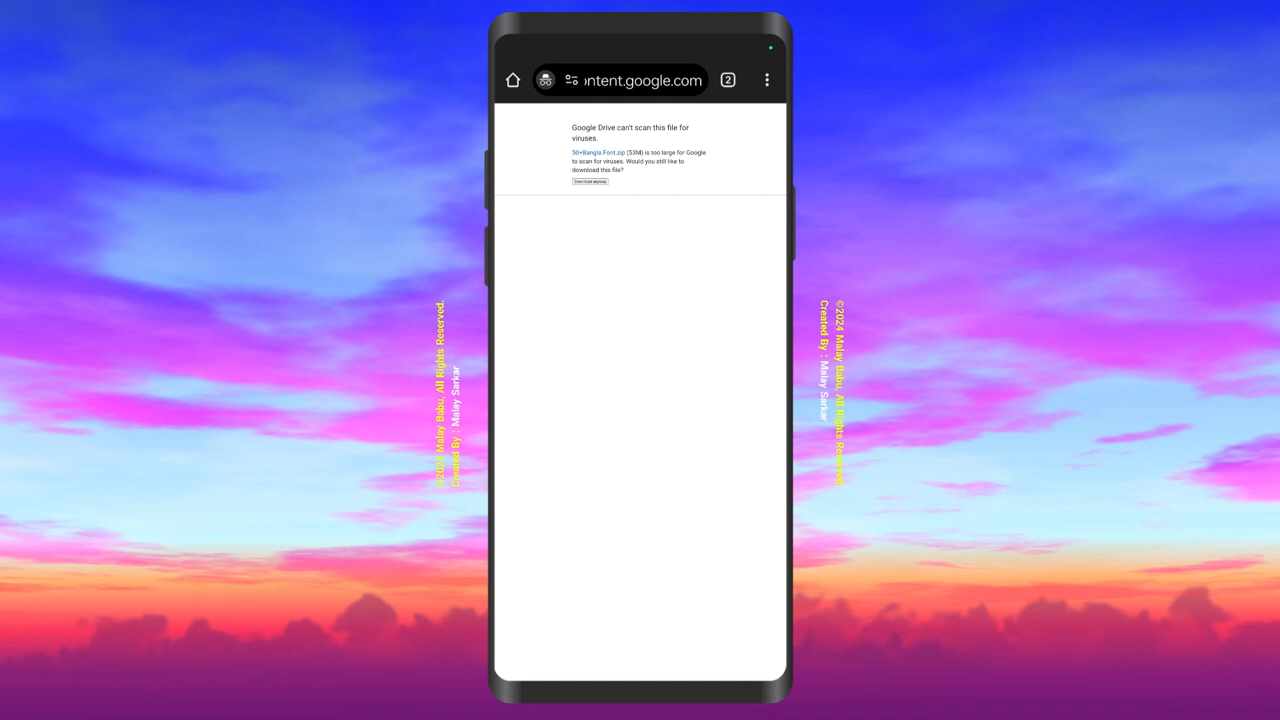 2
ntent.google.com
Google Drive can't scan this file for
viruses.
50+Bangla Font.zip (53M) is too large for Google
to scan for viruses. Would you still like to
download this file?
Download anyway
©2024 Malay Babu, All Rights Reserved.
Created By : Malay Sarkar
©2024 Malay Babu, All Rights Reserved
Created By : Malay Sarkar